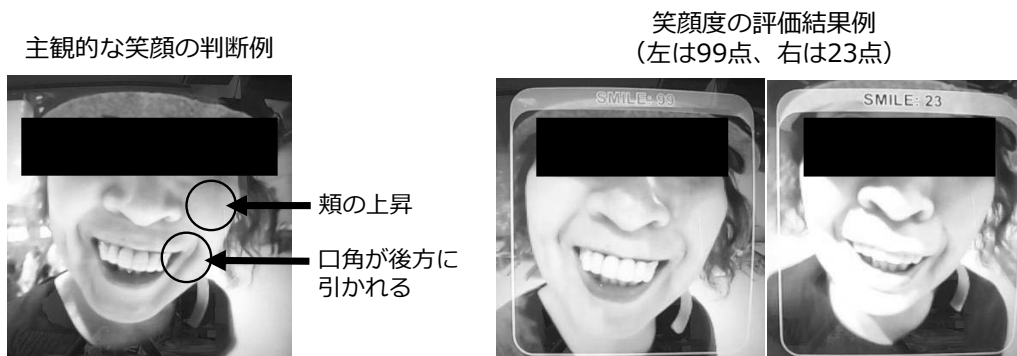 主観的な笑顔の判断例
頬の上昇
口角が後方に
引かれる
笑顔度の評価結果例
(左は99点、右は23点)
SMILE: 99
SMILE: 23